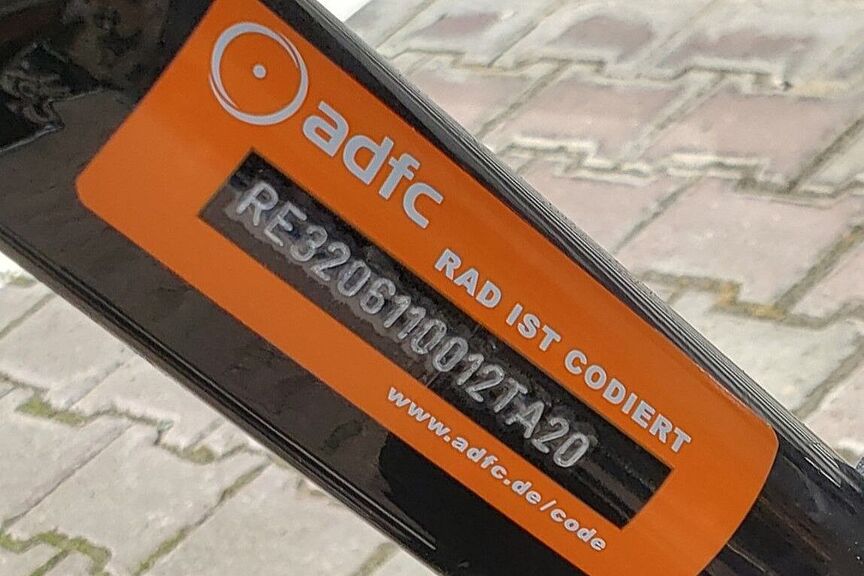 adfc
RAD IST CODIERT
RE3206110012TA20
www.adfc.de/code